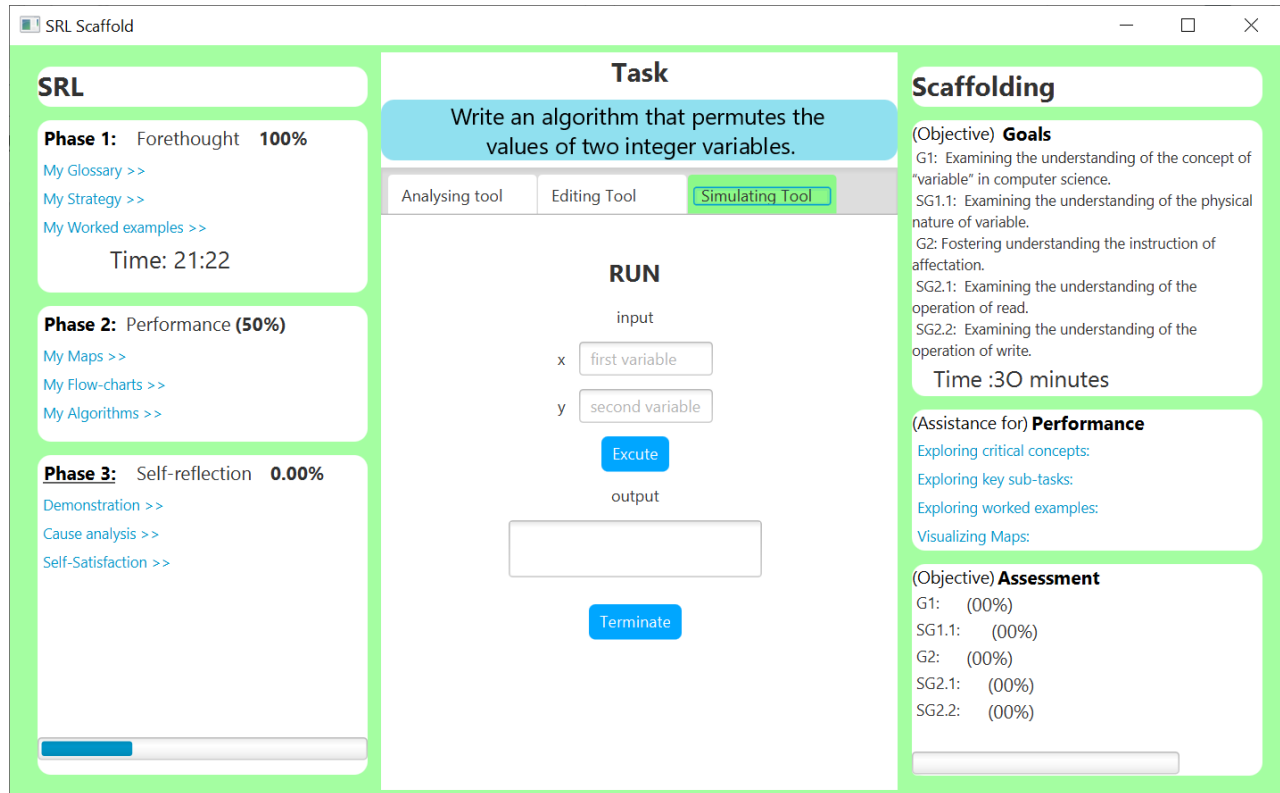 SRL Scaffold
SRL
Phase 1: Forethought 100%
My Glossary >>
My Strategy >>
My Worked examples >>
Time: 21:22
Phase 2: Performance (50%)
My Maps >>
My Flow-charts >>
My Algorithms >>
Phase 3: Self-reflection 0.00%
Demonstration >>
Cause analysis >>
Self-Satisfaction >>
Task
Write an algorithm that permutes the
values of two integer variables.
Analysing tool Editing Tool Simulating Tool
RUN
input
x first variable
y second variable
Excute
output
Terminate
Scaffolding
(Objective) Goals
G1: Examining the understanding of the concept of
“variable” in computer science.
SG1.1: Examining the understanding of the physical
nature of variable.
G2: Fostering understanding the instruction of
affectation.
SG2.1: Examining the understanding of the
operation of read.
SG2.2: Examining the understanding of the
operation of write.
Time :3O minutes
(Assistance for) Performance
Exploring critical concepts:
Exploring key sub-tasks:
Exploring worked examples:
Visualizing Maps:
(Objective) Assessment
G1: (00%)
SG1.1: (00%)
G2: (00%)
SG2.1: (00%)
SG2.2: (00%)